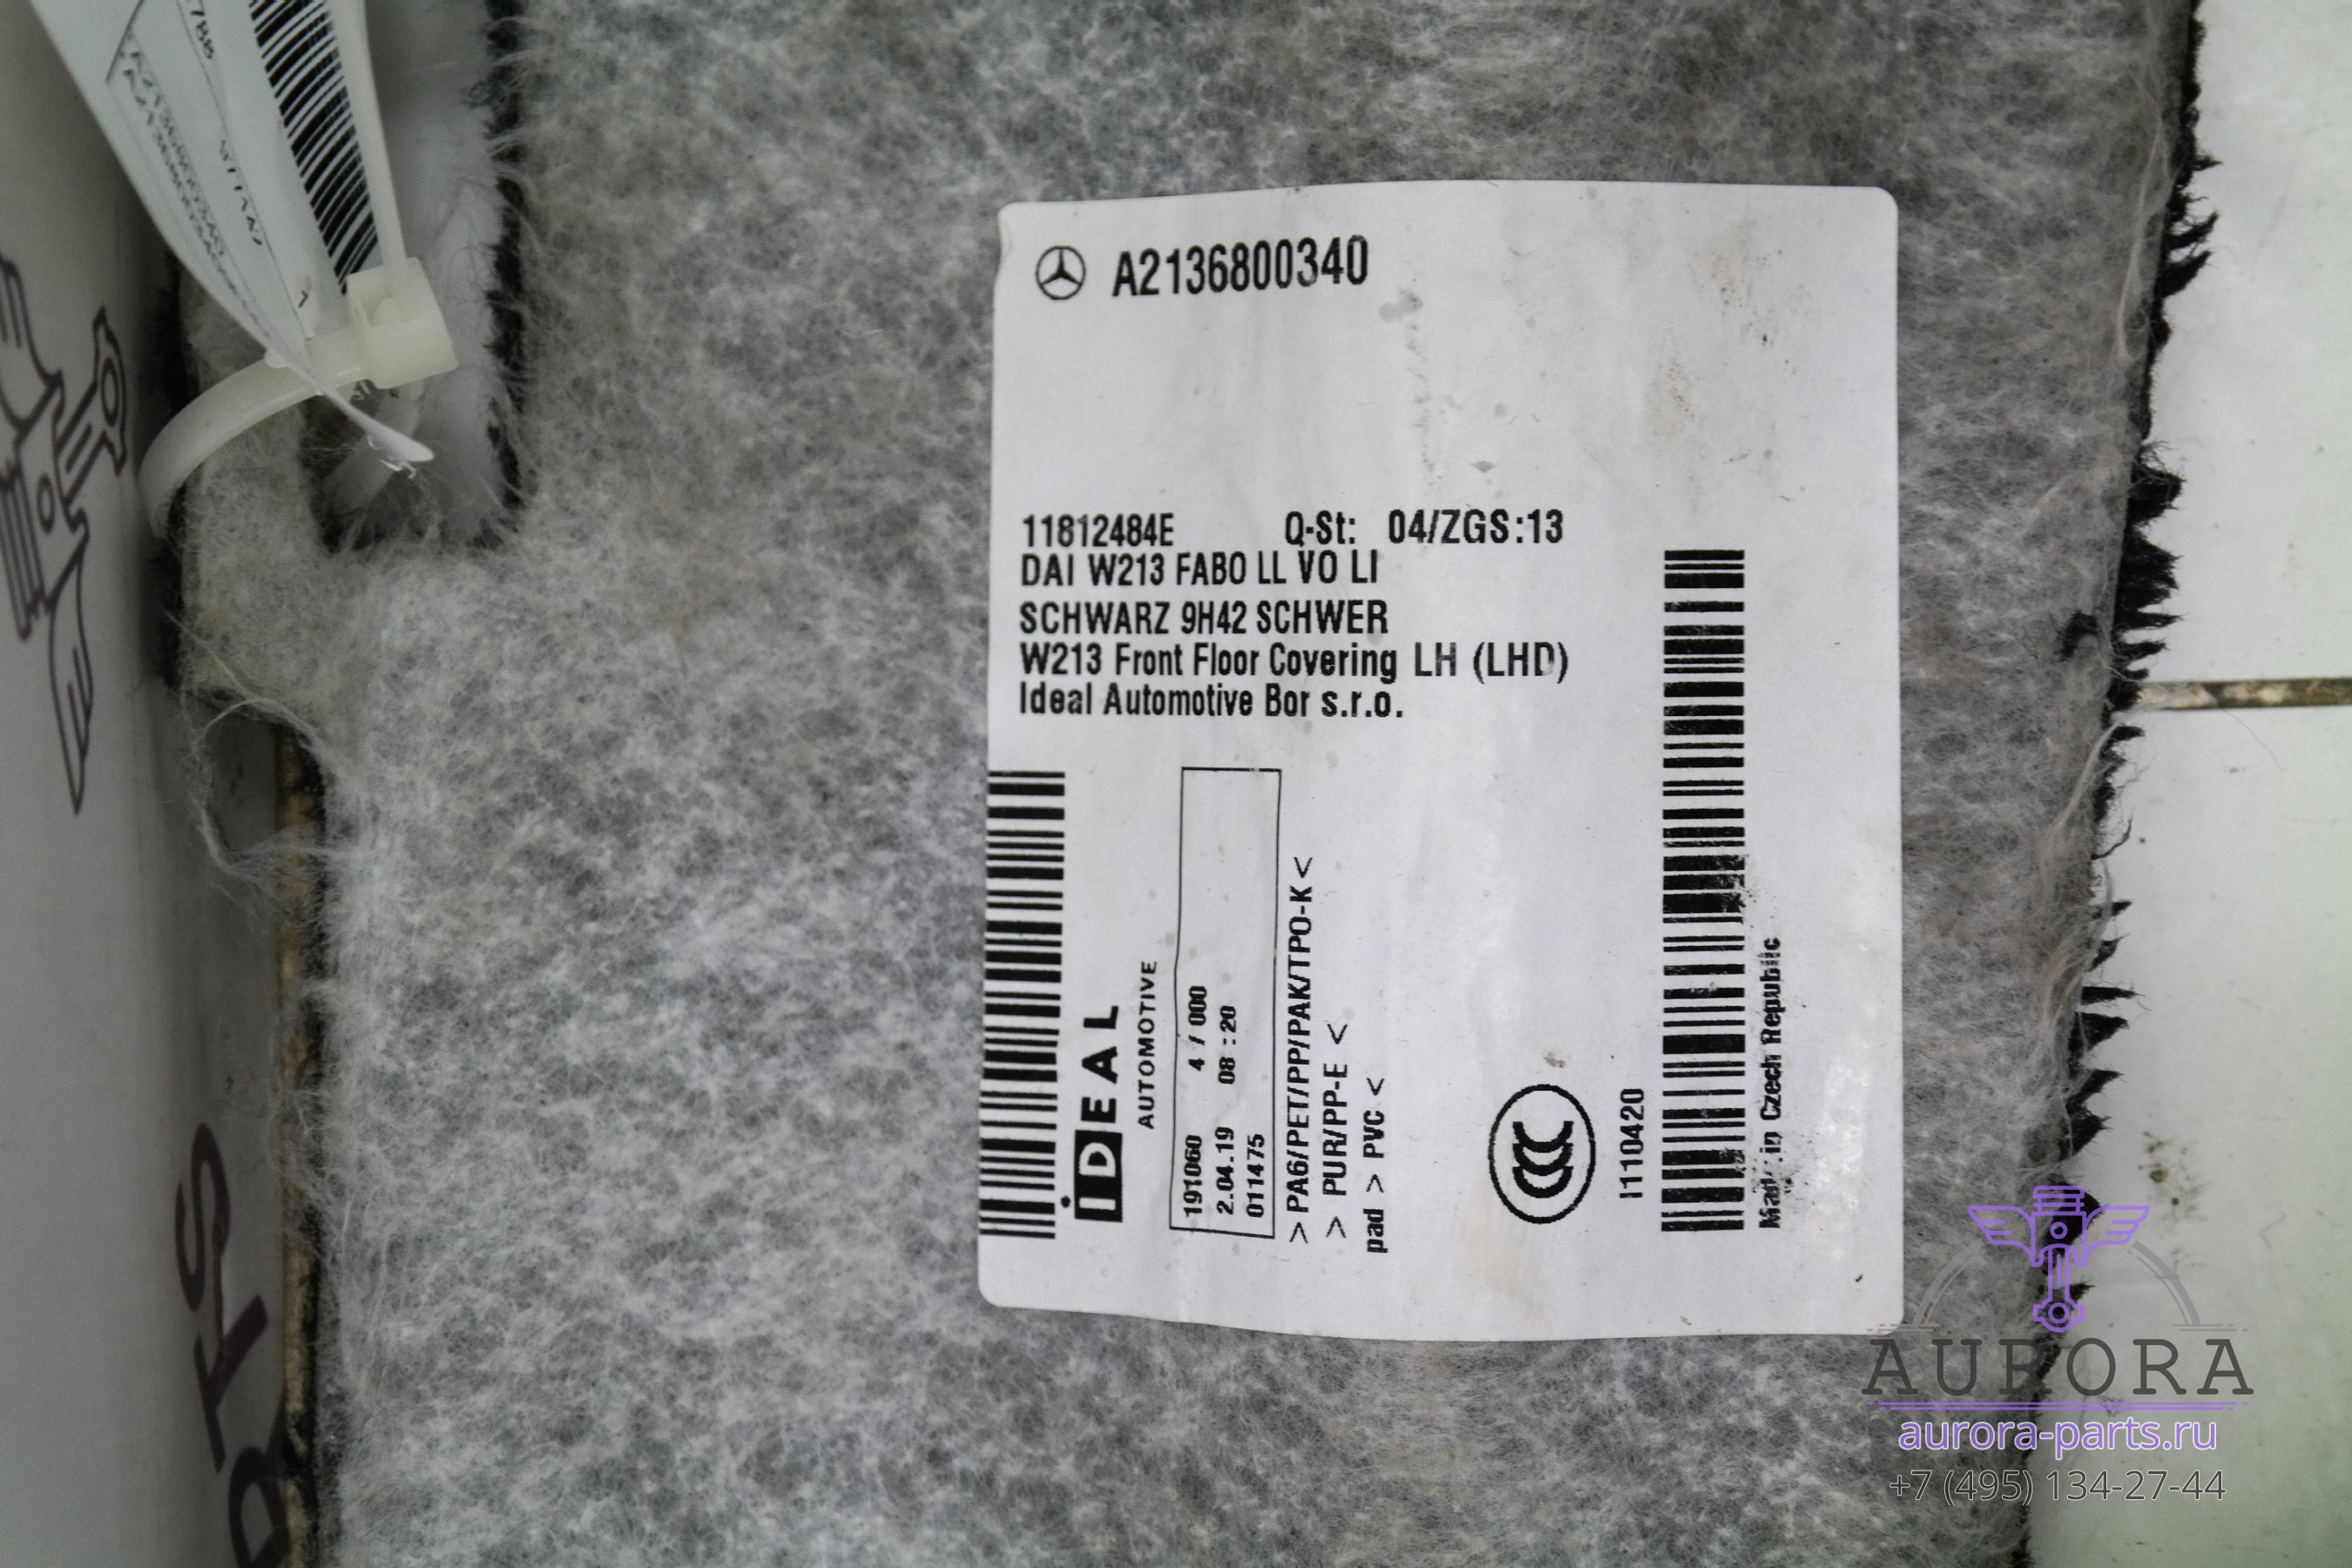 A2136800340
11812484E Q-St: 04/ZGS:13
DAI W213 FABO LL VO LI
SCHWARZ 9H42 SCHWER
W213 Front Floor Covering LH (LHD)
Ideal Automotive Bor s.r.o.
iDEAL
AUTOMOTIVE
191060 4 / 000
2.04.19 08 : 20
011475
>PA6/PET/PP/PAK/TPO-K<
> PUR/PP-E <
pad > PVC <
CCC
I110420
Made in Czech Republic
AURORA
aurora-parts.ru
+7 (495) 134-27-44